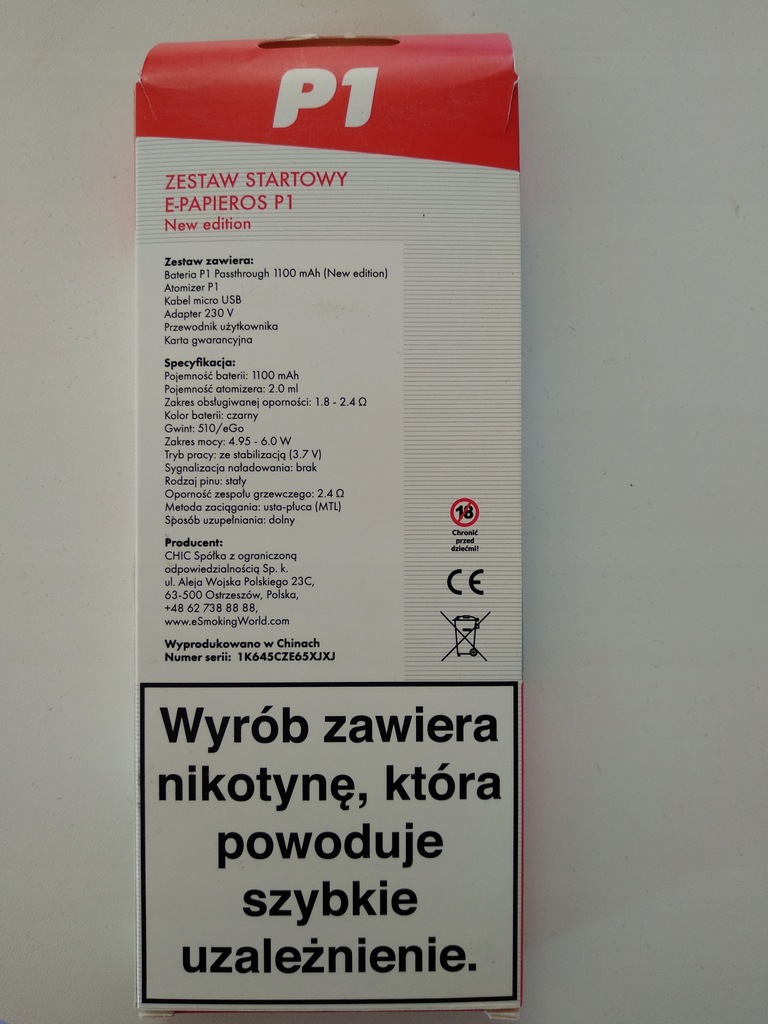 P1
ZESTAW STARTOWY
E-PAPIEROS P1
New edition
Zestaw zawiera:
Bateria P1 Passthrough 1100 mAh (New edition)
Atomizer P1
Kabel micro USB
Adapter 230 V
Przewodnik użytkownika
Karta gwarancyjna
Specyfikacja:
Pojemność baterii: 1100 mAh
Pojemność atomizera: 2.0 ml
Zakres obsługiwanej oporności: 1.8 - 2.4 Ω
Kolor baterii: czarny
Gwint: 510/eGo
Zakres mocy: 4.95 - 6.0 W
Tryb pracy: ze stabilizacją (3.7 V)
Sygnalizacja naładowania: brak
Rodzaj pinu: stały
Oporność zespołu grzewczego: 2.4 Ω
Metoda zaciągania: usta-płuca (MTL)
Sposób uzupełniania: dolny
Producent:
CHIC Spółka z ograniczoną
odpowiedzialnością Sp. k.
ul. Aleja Wojska Polskiego 23C,
63-500 Ostrzeszów, Polska,
+48 62 738 88 88,
www.eSmokingWorld.com
Wyprodukowano w Chinach
Numer serii: 1K645CZE65XJXJ
18
Chronić
przed
dziećmi!
CE
Wyrób zawiera
nikotynę, która
powoduje
szybkie
uzależnienie.